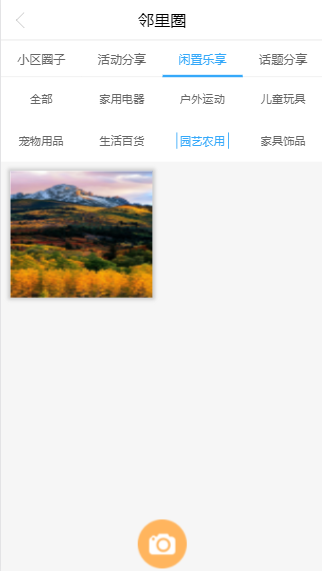 邻里圈
小区圈子 活动分享 闲置乐享 话题分享
全部 家用电器 户外运动 儿童玩具
宠物用品 生活百货 园艺农用 家具饰品